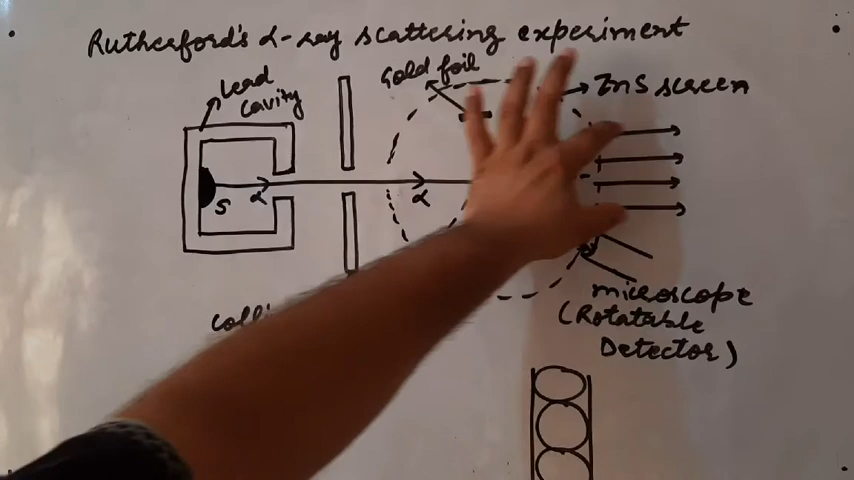 Rutherford's α-ray scattering experiment
Lead
Cavity
Gold foil
ZnS screen
S
α
α
microscope
(Rotatable
Detector)